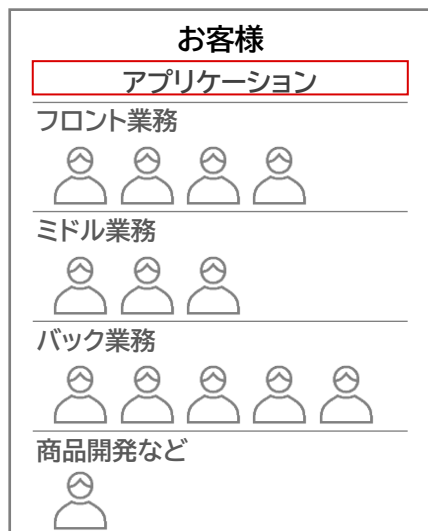 お客様
アプリケーション
フロント業務
ミドル業務
バック業務
商品開発など